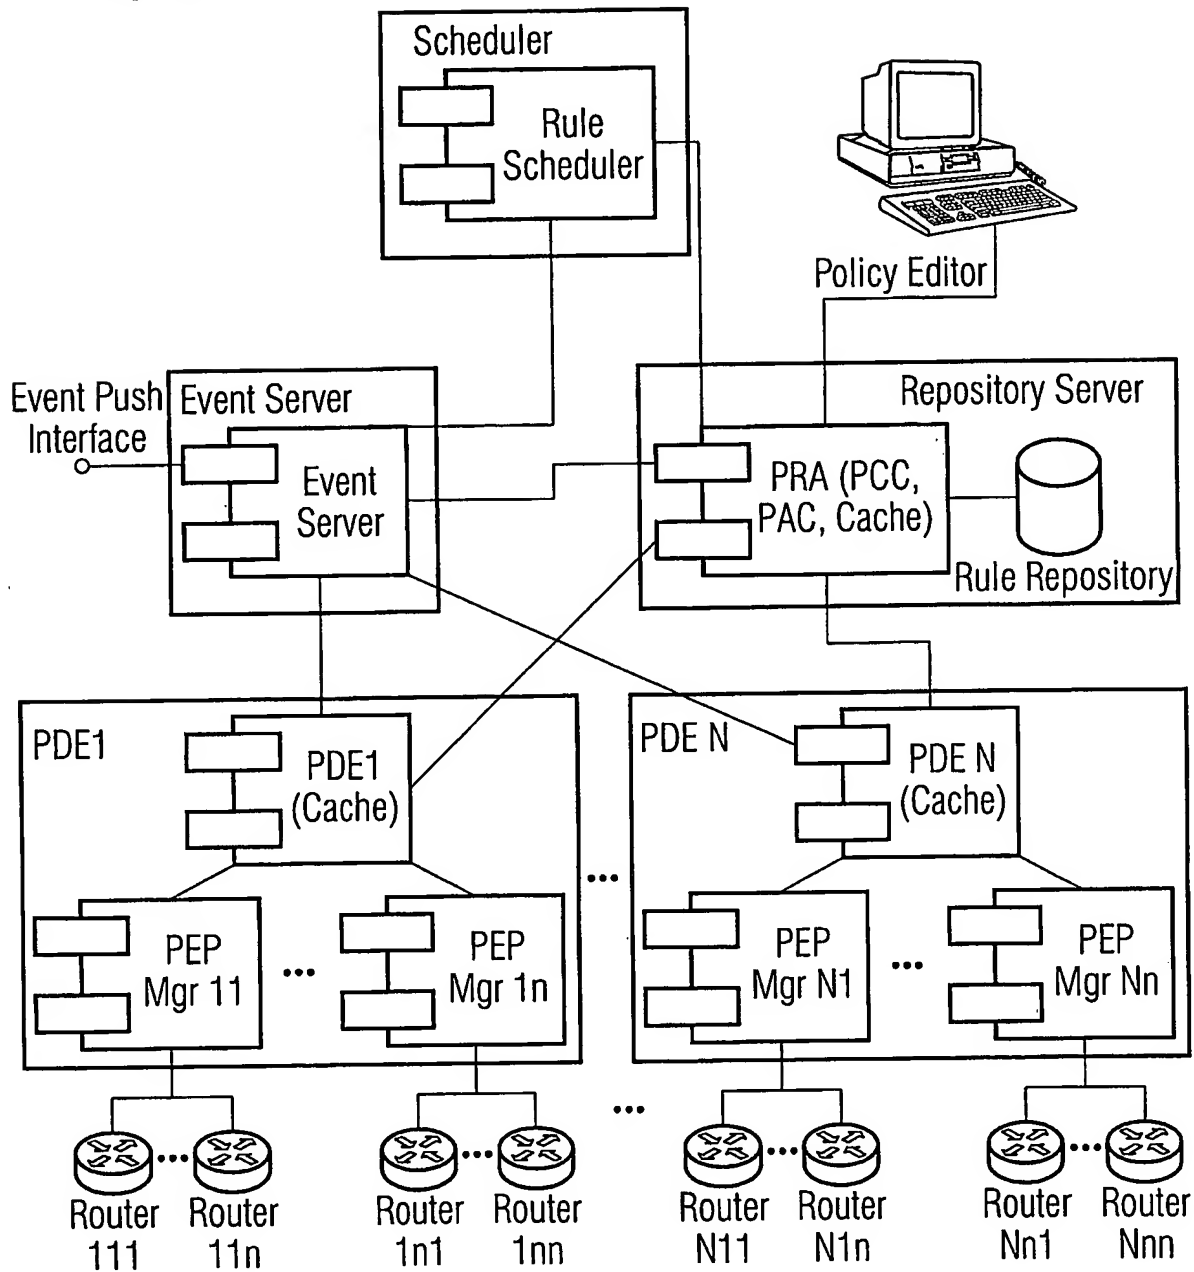 Scheduler
Rule
Scheduler
Policy Editor
Event Push
Interface
Event Server
Event
Server
Repository Server
PRA (PCC,
PAC, Cache)
Rule Repository
PDE1
PDE1
(Cache)
PDE N
PDE N
(Cache)
...
PEP
Mgr 11
...
PEP
Mgr 1n
PEP
Mgr N1
...
PEP
Mgr Nn
...
Router
111
...
Router
11n
Router
1n1
...
Router
1nn
Router
N11
...
Router
N1n
Router
Nn1
...
Router
Nnn